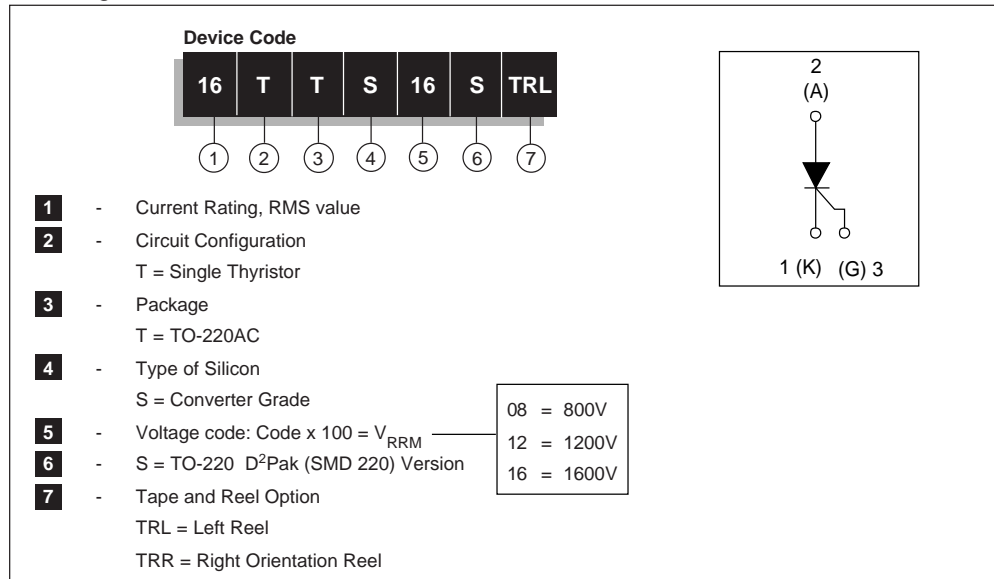 Device Code
16 T T S 16 S TRL
1 2 3 4 5 6 7
1 - Current Rating, RMS value
2 - Circuit Configuration
T = Single Thyristor
3 - Package
T = TO-220AC
4 - Type of Silicon
S = Converter Grade
5 - Voltage code: Code x 100 = VRRM
6 - S = TO-220 D²Pak (SMD 220) Version
7 - Tape and Reel Option
TRL = Left Reel
TRR = Right Orientation Reel
08 = 800V
12 = 1200V
16 = 1600V
2
(A)
1 (K) (G) 3